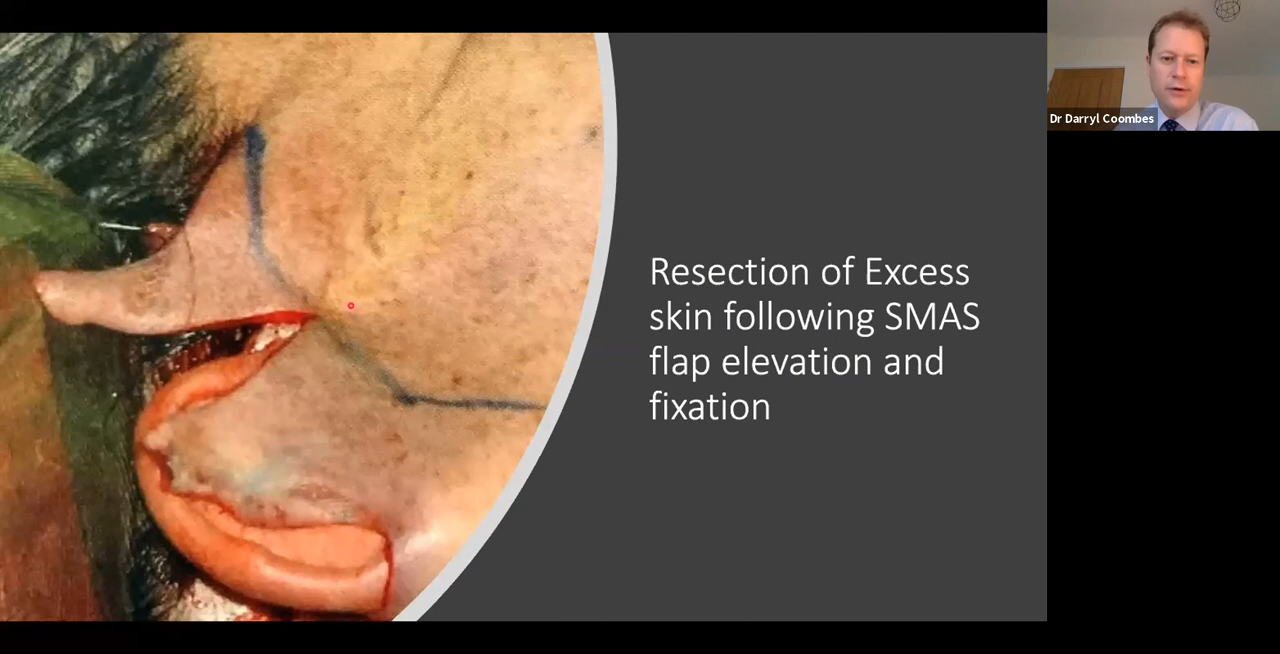 Dr Darryl Coombes
Resection of Excess
skin following SMAS
flap elevation and
fixation